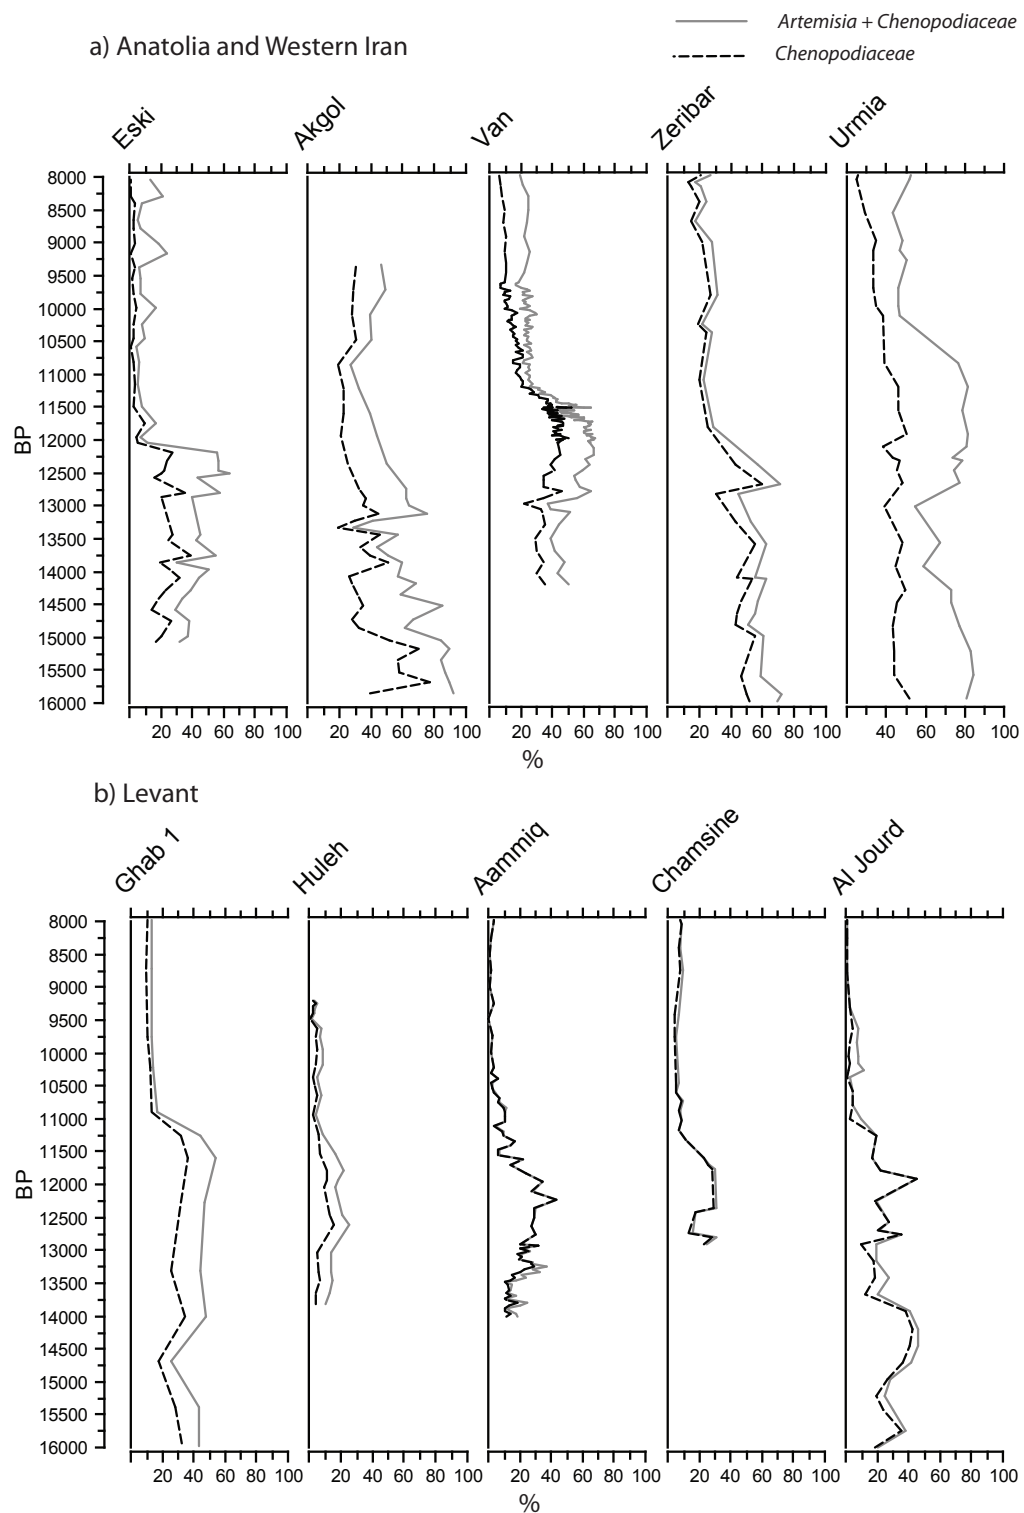 Artemisia + Chenopodiaceae
a) Anatolia and Western Iran
Chenopodiaceae
Eski
Akgol
Van
Zeribar
Urmia
8000
8500
9000
9500
10000
10500
11000
11500
12000
12500
13000
13500
14000
14500
15000
15500
16000
BP
20 40 60 80 100
20 40 60 80 100
20 40 60 80 100
20 40 60 80 100
40 60 80 100
%
b) Levant
Ghab 1
Huleh
Aammiq
Chamsine
Al Jourd
8000
8500
9000
9500
10000
10500
11000
11500
12000
12500
13000
13500
14000
14500
15000
15500
16000
BP
20 40 60 80 100
20 40 60 80 100
20 40 60 80 100
20 40 60 80 100
20 40 60 80 100
%